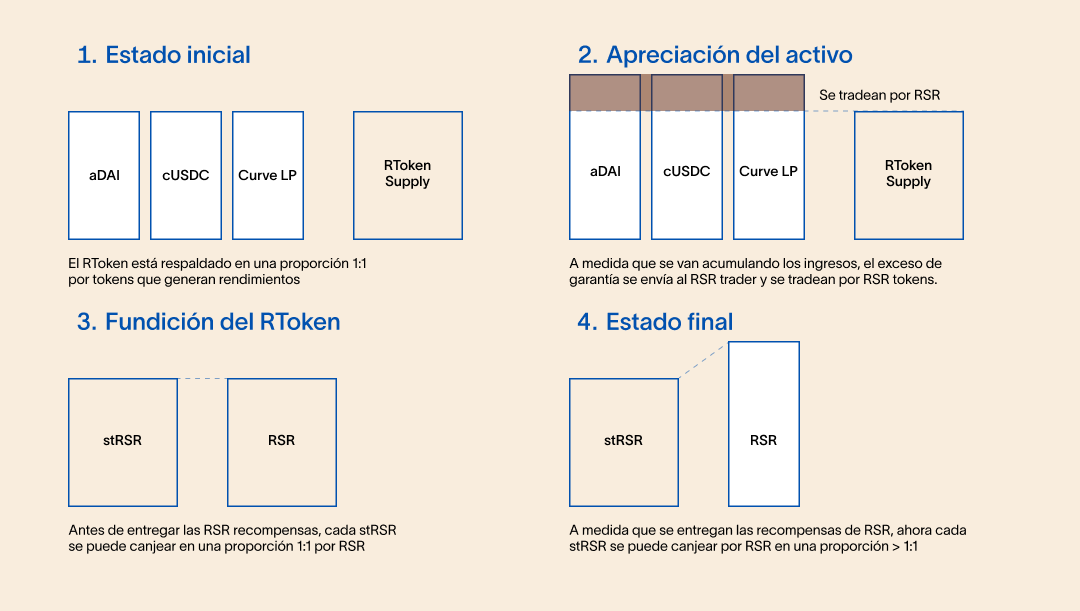 1. Estado inicial
aDAI
cUSDC
Curve LP
RToken
Supply
El RToken está respaldado en una proporción 1:1
por tokens que generan rendimientos
2. Apreciación del activo
Se tradean por RSR
aDAI
cUSDC
Curve LP
RToken
Supply
A medida que se van acumulando los ingresos, el exceso de
garantía se envía al RSR trader y se tradean por RSR tokens.
3. Fundición del RToken
stRSR
RSR
Antes de entregar las RSR recompensas, cada stRSR
se puede canjear en una proporción 1:1 por RSR
4. Estado final
stRSR
RSR
A medida que se entregan las recompensas de RSR, ahora cada
stRSR se puede canjear por RSR en una proporción > 1:1